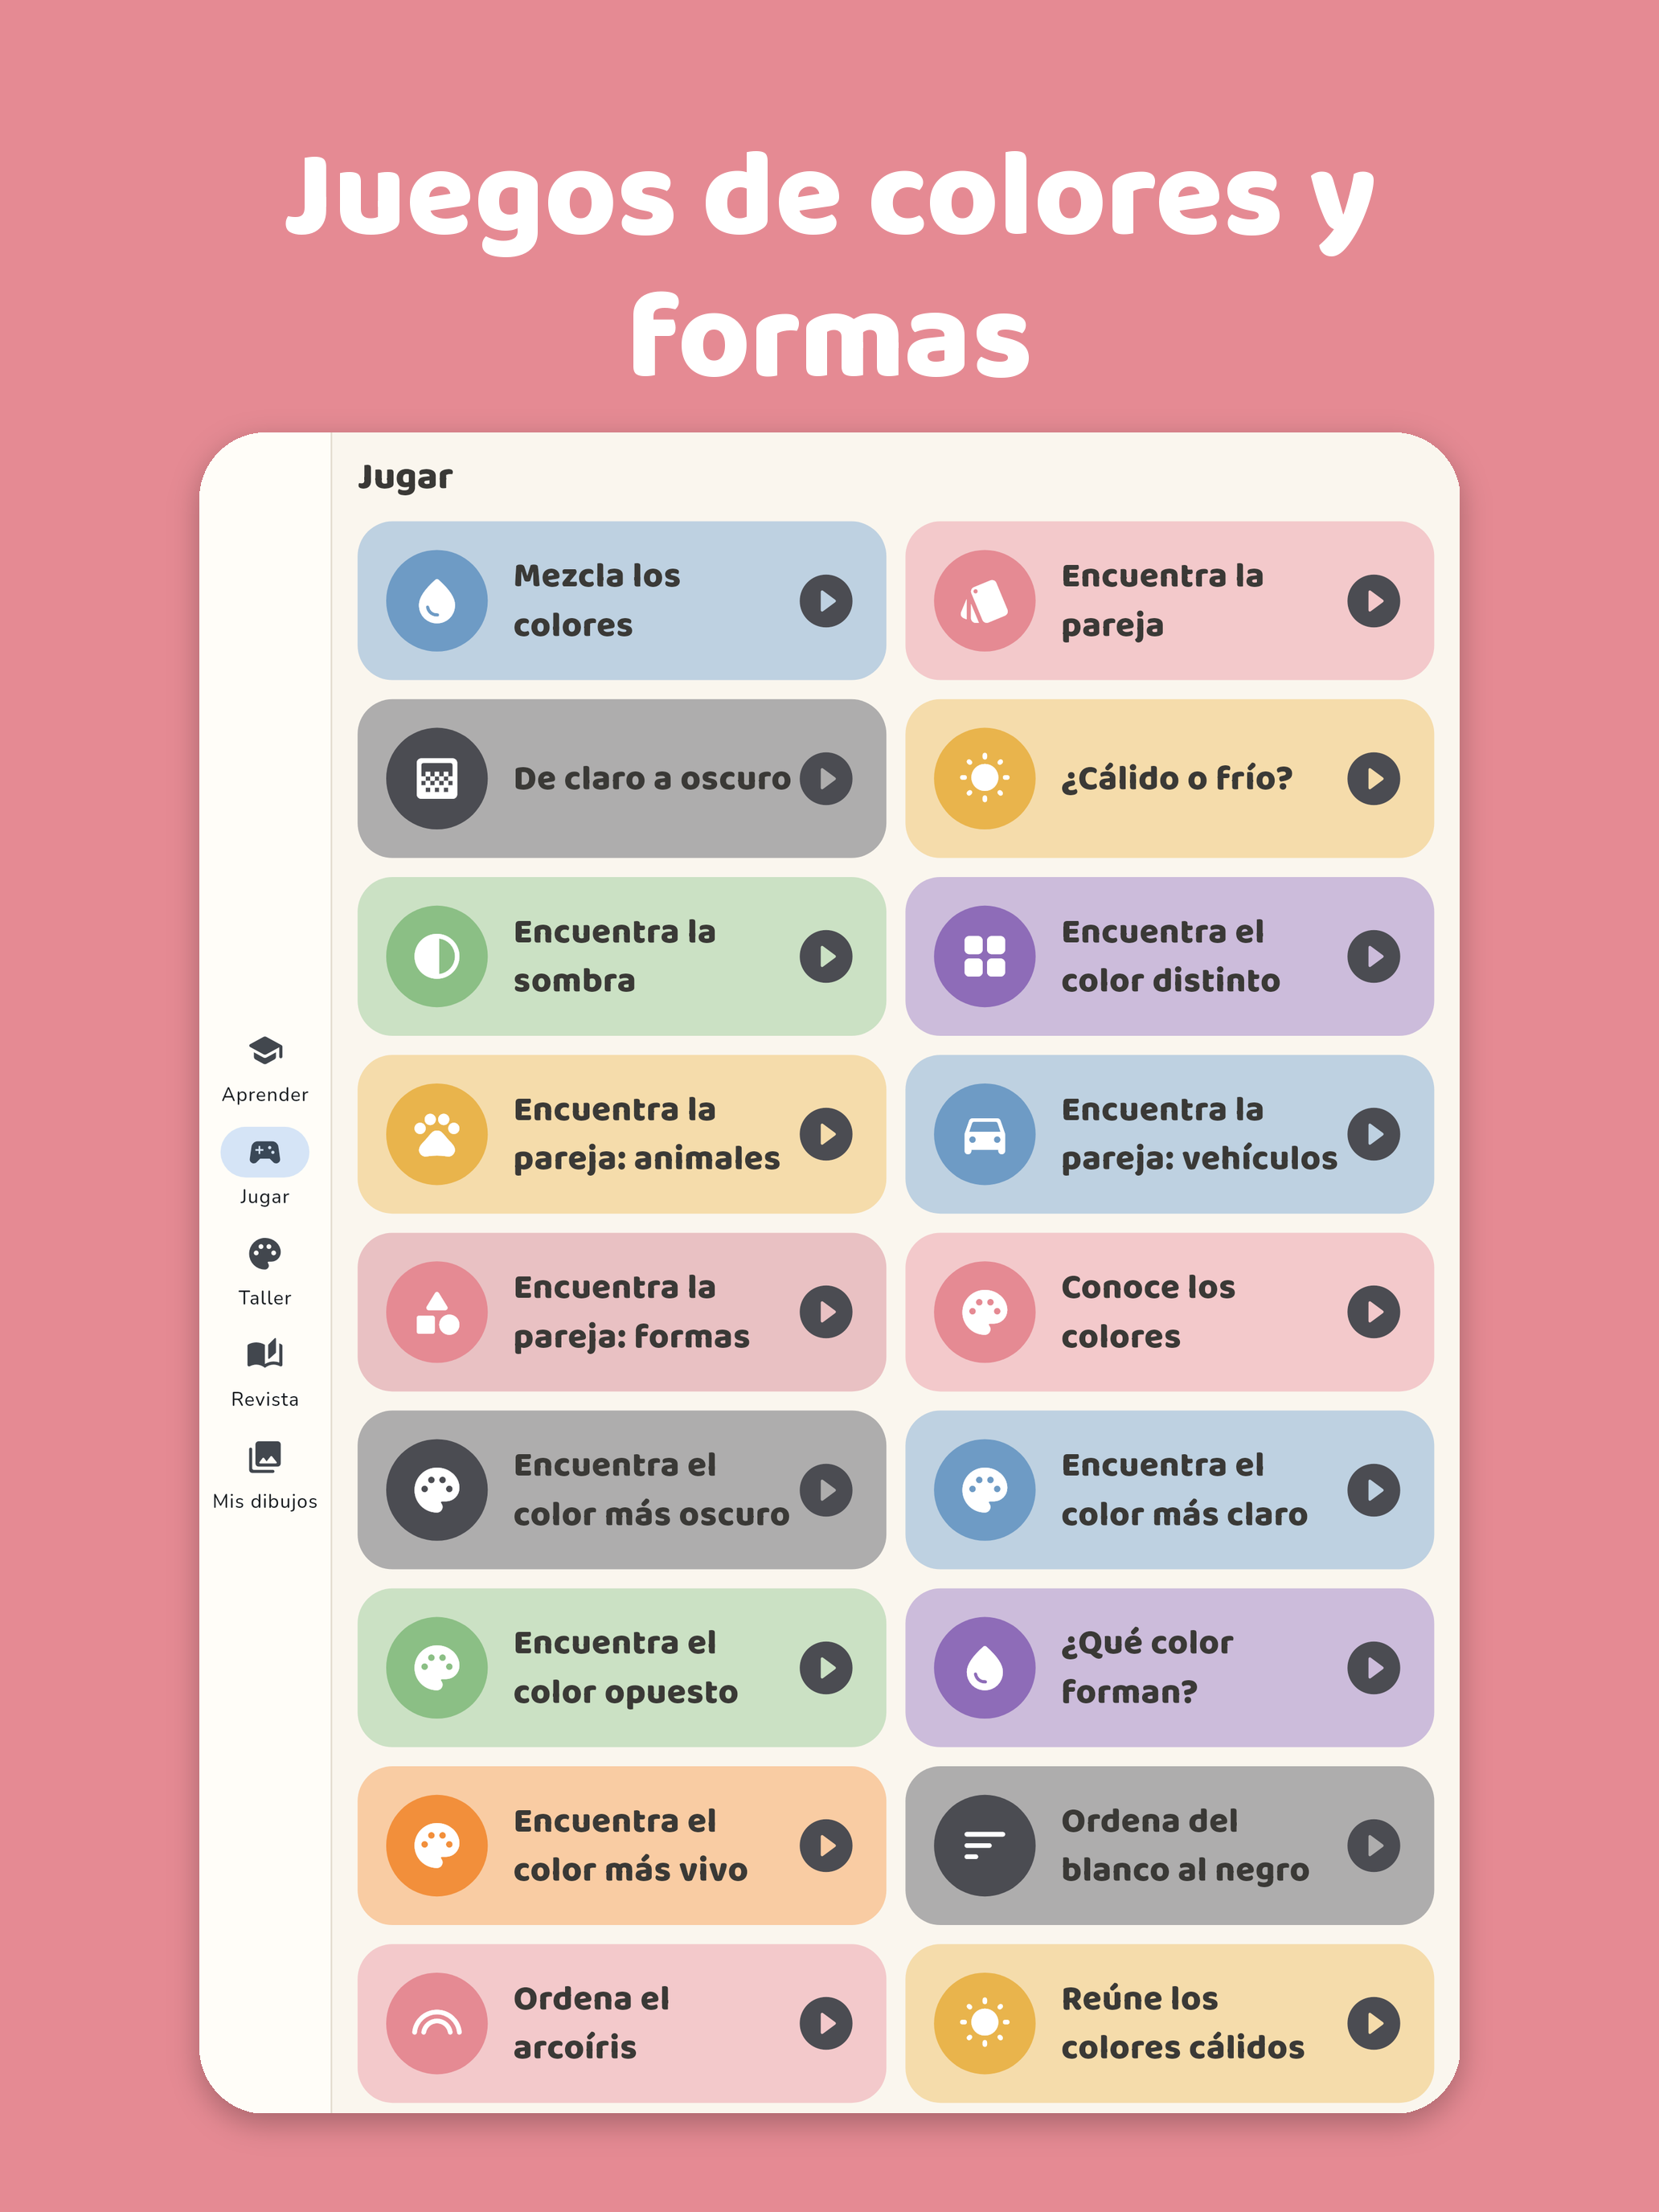 Juegos de colores y
formas
Jugar
Mezcla los
colores
Encuentra la
pareja
De claro a oscuro
¿Cálido o frío?
Encuentra la
sombra
Encuentra el
color distinto
Encuentra la
pareja: animales
Encuentra la
pareja: vehículos
Encuentra la
pareja: formas
Conoce los
colores
Encuentra el
color más oscuro
Encuentra el
color más claro
Encuentra el
color opuesto
¿Qué color
forman?
Encuentra el
color más vivo
Ordena del
blanco al negro
Ordena el
arcoíris
Reúne los
colores cálidos
Aprender
Jugar
Taller
Revista
Mis dibujos